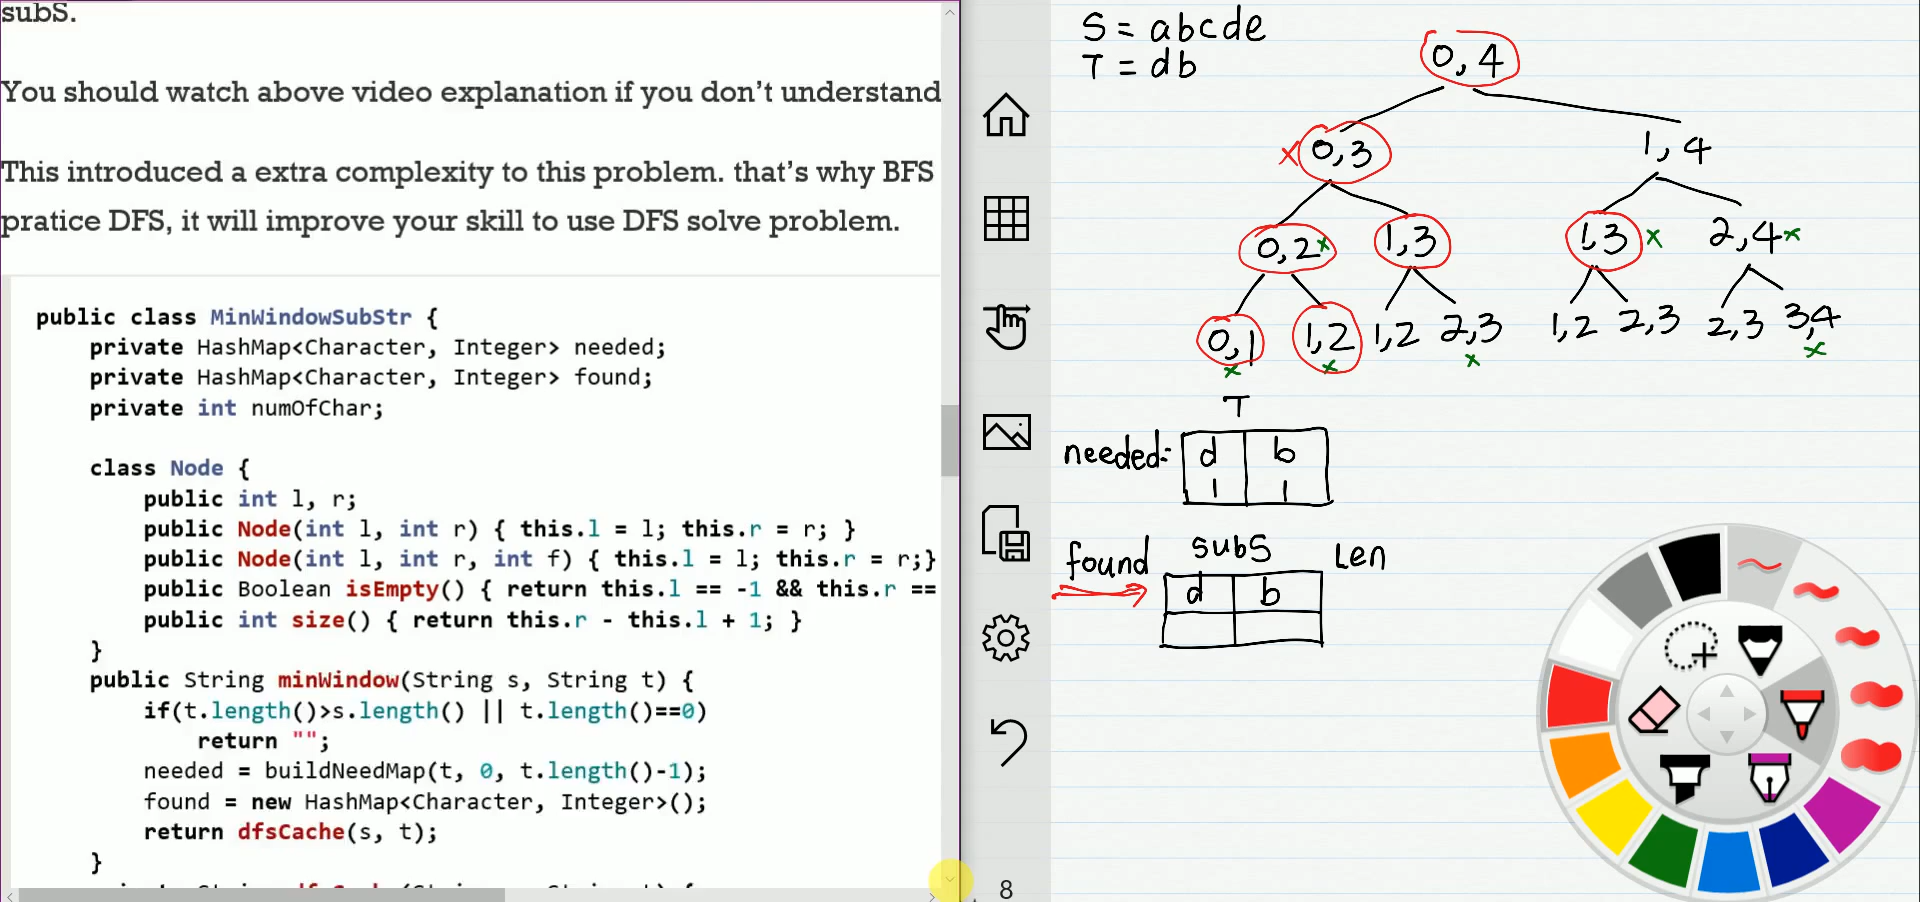 subS.
You should watch above video explanation if you don't understand
This introduced a extra complexity to this problem. that's why BFS
pratice DFS, it will improve your skill to use DFS solve problem.
public class MinWindowSubStr {
private HashMap<Character, Integer> needed;
private HashMap<Character, Integer> found;
private int numOfChar;
class Node {
public int l, r;
public Node(int l, int r) { this.l = l; this.r = r; }
public Node(int l, int r, int f) { this.l = l; this.r = r;}
public Boolean isEmpty() { return this.l == -1 && this.r ==
public int size() { return this.r - this.l + 1; }
}
public String minWindow(String s, String t) {
if(t.length()>s.length() || t.length()==0)
return "";
needed = buildNeedMap(t, 0, t.length()-1);
found = new HashMap<Character, Integer>();
return dfsCache(s, t);
}
S = abcde
T = db
0,4
x 0,3 1,4
0,2 x 1,3 1,3 x 2,4 x
0,1 1,2 1,2 2,3 1,2 2,3 2,3 3,4
x x x x
T
needed: d b
1 1
found subS Len
d b
8